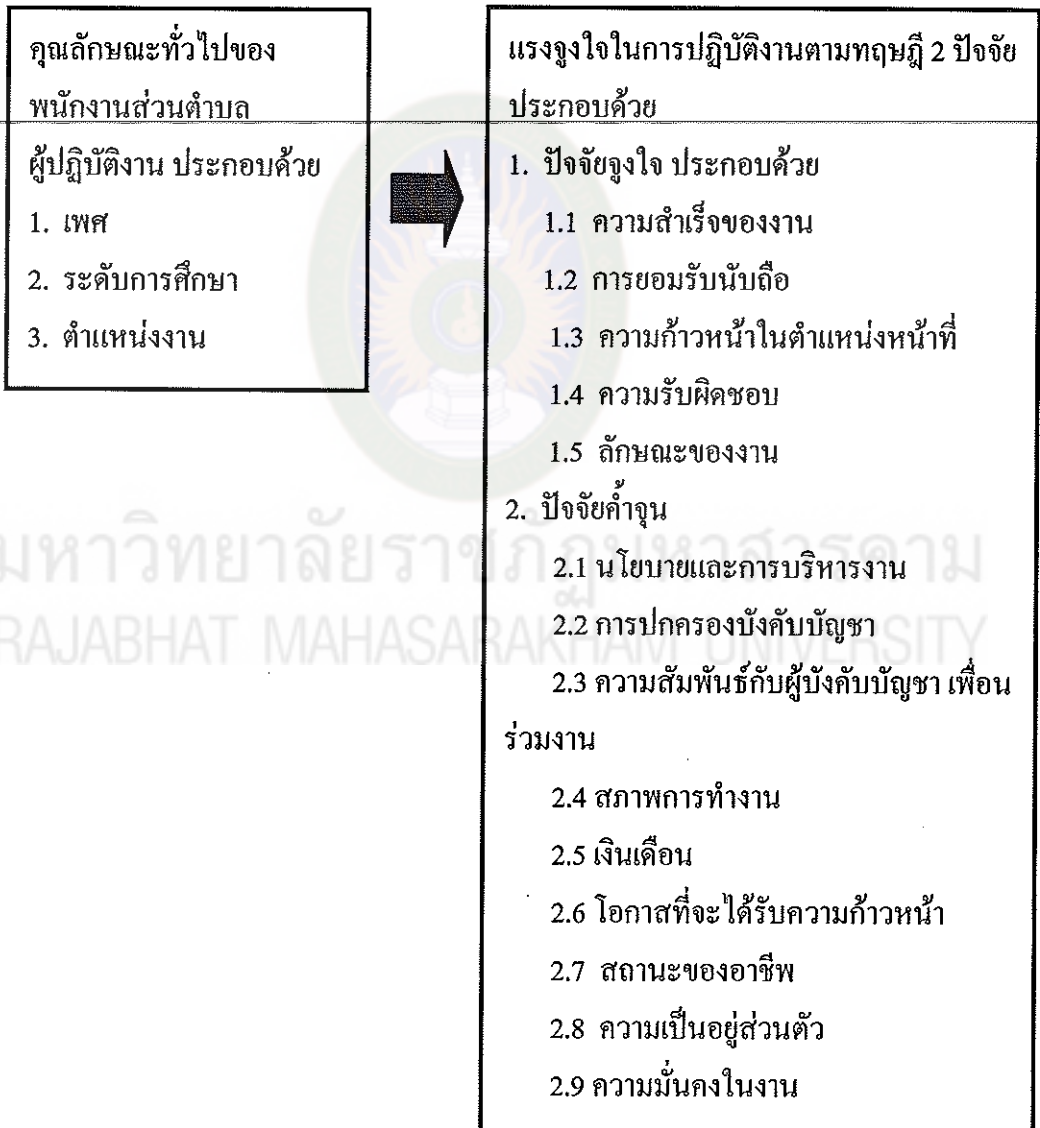 คุณลักษณะทั่วไปของ
พนักงานส่วนตำบล
ผู้ปฏิบัติงาน ประกอบด้วย
1. เพศ
2. ระดับการศึกษา
3. ตำแหน่งงาน
แรงจูงใจในการปฏิบัติงานตามทฤษฎี 2 ปัจจัย
ประกอบด้วย
1. ปัจจัยจูงใจ ประกอบด้วย
1.1 ความสำเร็จของงาน
1.2 การยอมรับนับถือ
1.3 ความก้าวหน้าในตำแหน่งหน้าที่
1.4 ความรับผิดชอบ
1.5 ลักษณะของงาน
2. ปัจจัยค้ำจุน
2.1 นโยบายและการบริหารงาน
2.2 การปกครองบังคับบัญชา
2.3 ความสัมพันธ์กับผู้บังคับบัญชา เพื่อน
ร่วมงาน
2.4 สภาพการทำงาน
2.5 เงินเดือน
2.6 โอกาสที่จะได้รับความก้าวหน้า
2.7 สถานะของอาชีพ
2.8 ความเป็นอยู่ส่วนตัว
2.9 ความมั่นคงในงาน
มหาวิทยาลัยราชภัฏมหาสารคาม
RAJABHAT MAHASARAKHAM UNIVERSITY